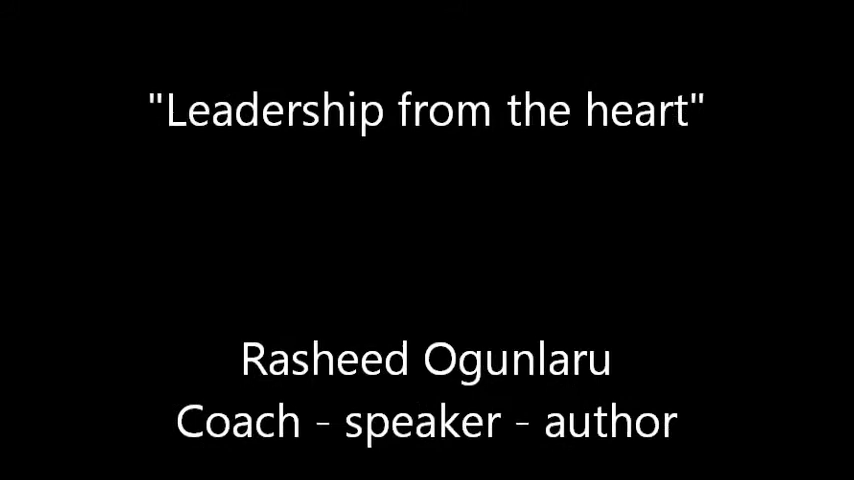 "Leadership from the heart"
Rasheed Ogunlaru
Coach - speaker - author